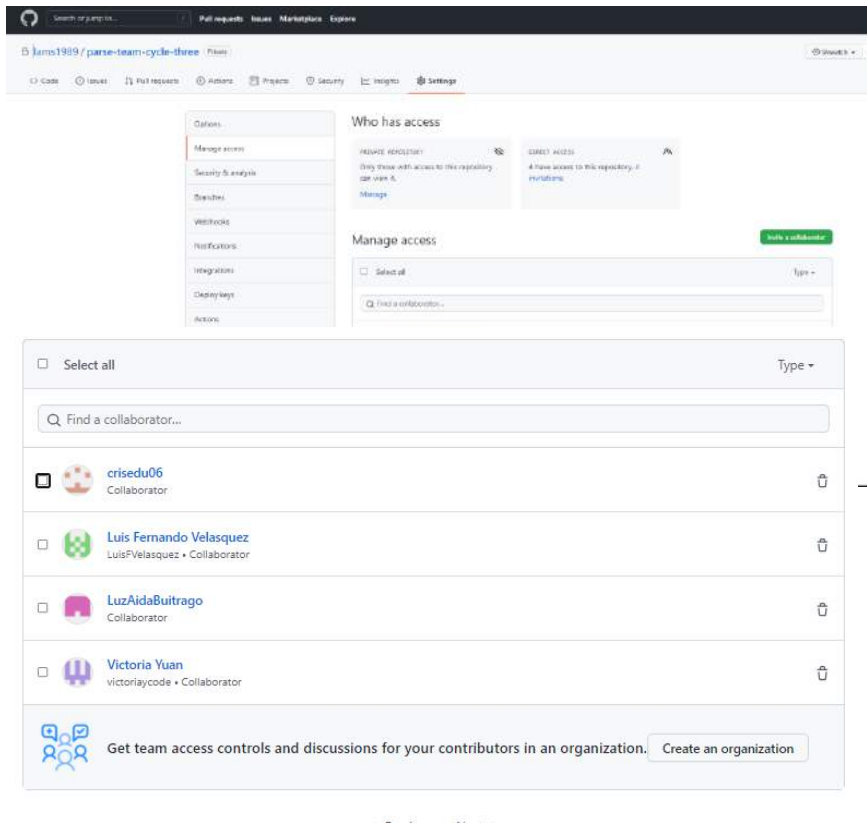 Search or jump to... / Pull requests Issues Marketplace Explore
lams1989 / parse-team-cycle-three Private
Watch
Code Issues Pull requests Actions Projects Security Insights Settings
Options
Manage access
Security & analysis
Branches
Webhooks
Notifications
Integrations
Deploy keys
Actions
Who has access
PRIVATE REPOSITORY
Only those with access to this repository
can view it.
Manage
DIRECT ACCESS
4 have access to this repository.
invitations
Manage access
Invite a collaborator
Select all Type
Find a collaborator...
Select all Type
Find a collaborator...
crisedu06
Collaborator
Luis Fernando Velasquez
LuisFVelasquez • Collaborator
LuzAidaBuitrago
Collaborator
Victoria Yuan
victoriaycode • Collaborator
Get team access controls and discussions for your contributors in an organization. Create an organization